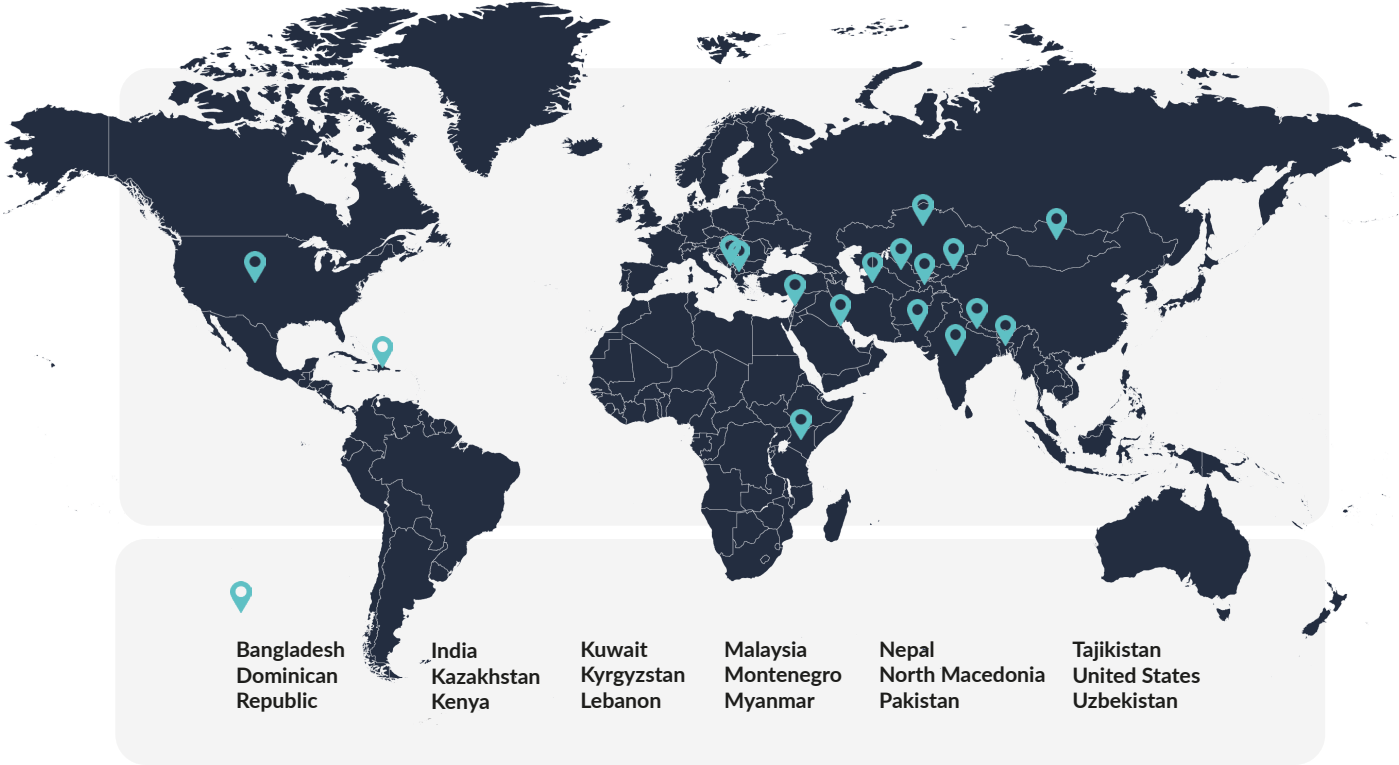 Bangladesh
Dominican
Republic
India
Kazakhstan
Kenya
Kuwait
Kyrgyzstan
Lebanon
Malaysia
Montenegro
Myanmar
Nepal
North Macedonia
Pakistan
Tajikistan
United States
Uzbekistan